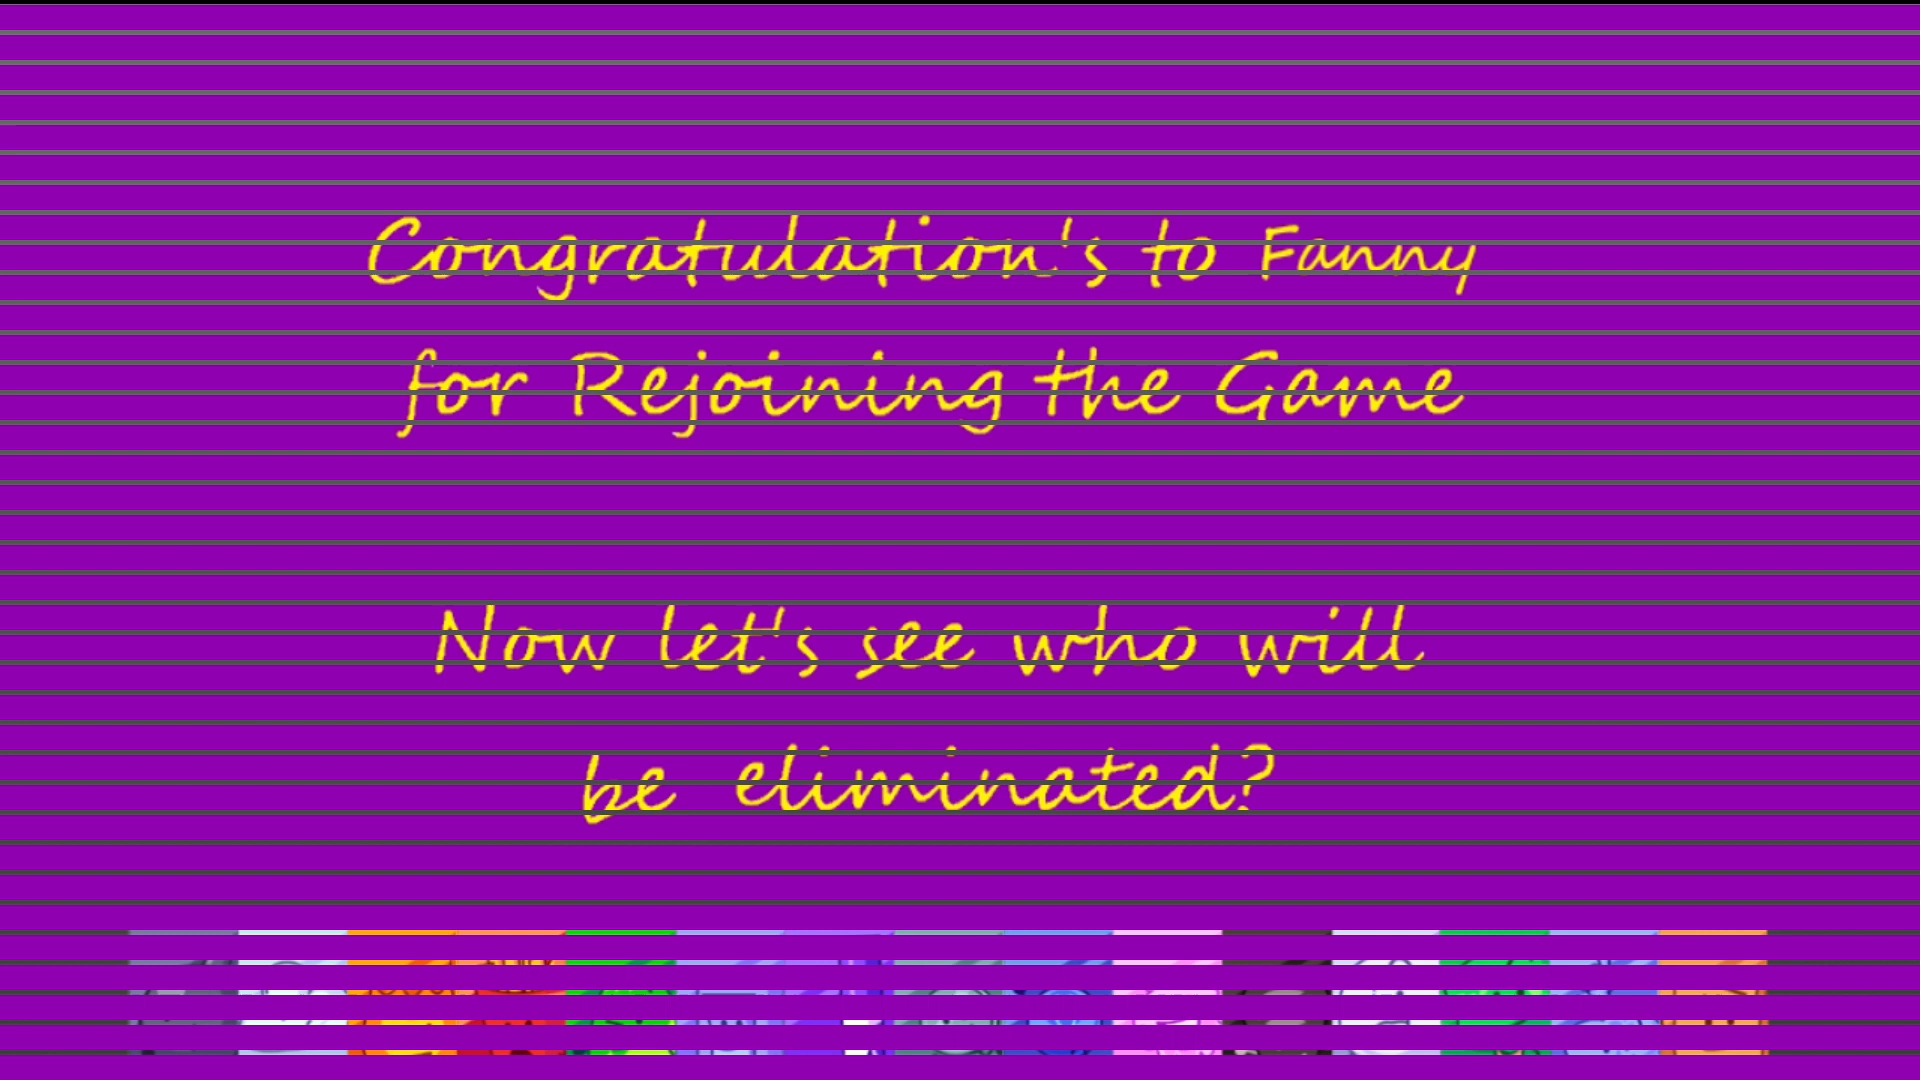 Congratulation's to Fanny
for Rejoining the Game
Now let's see who will
be eliminated?